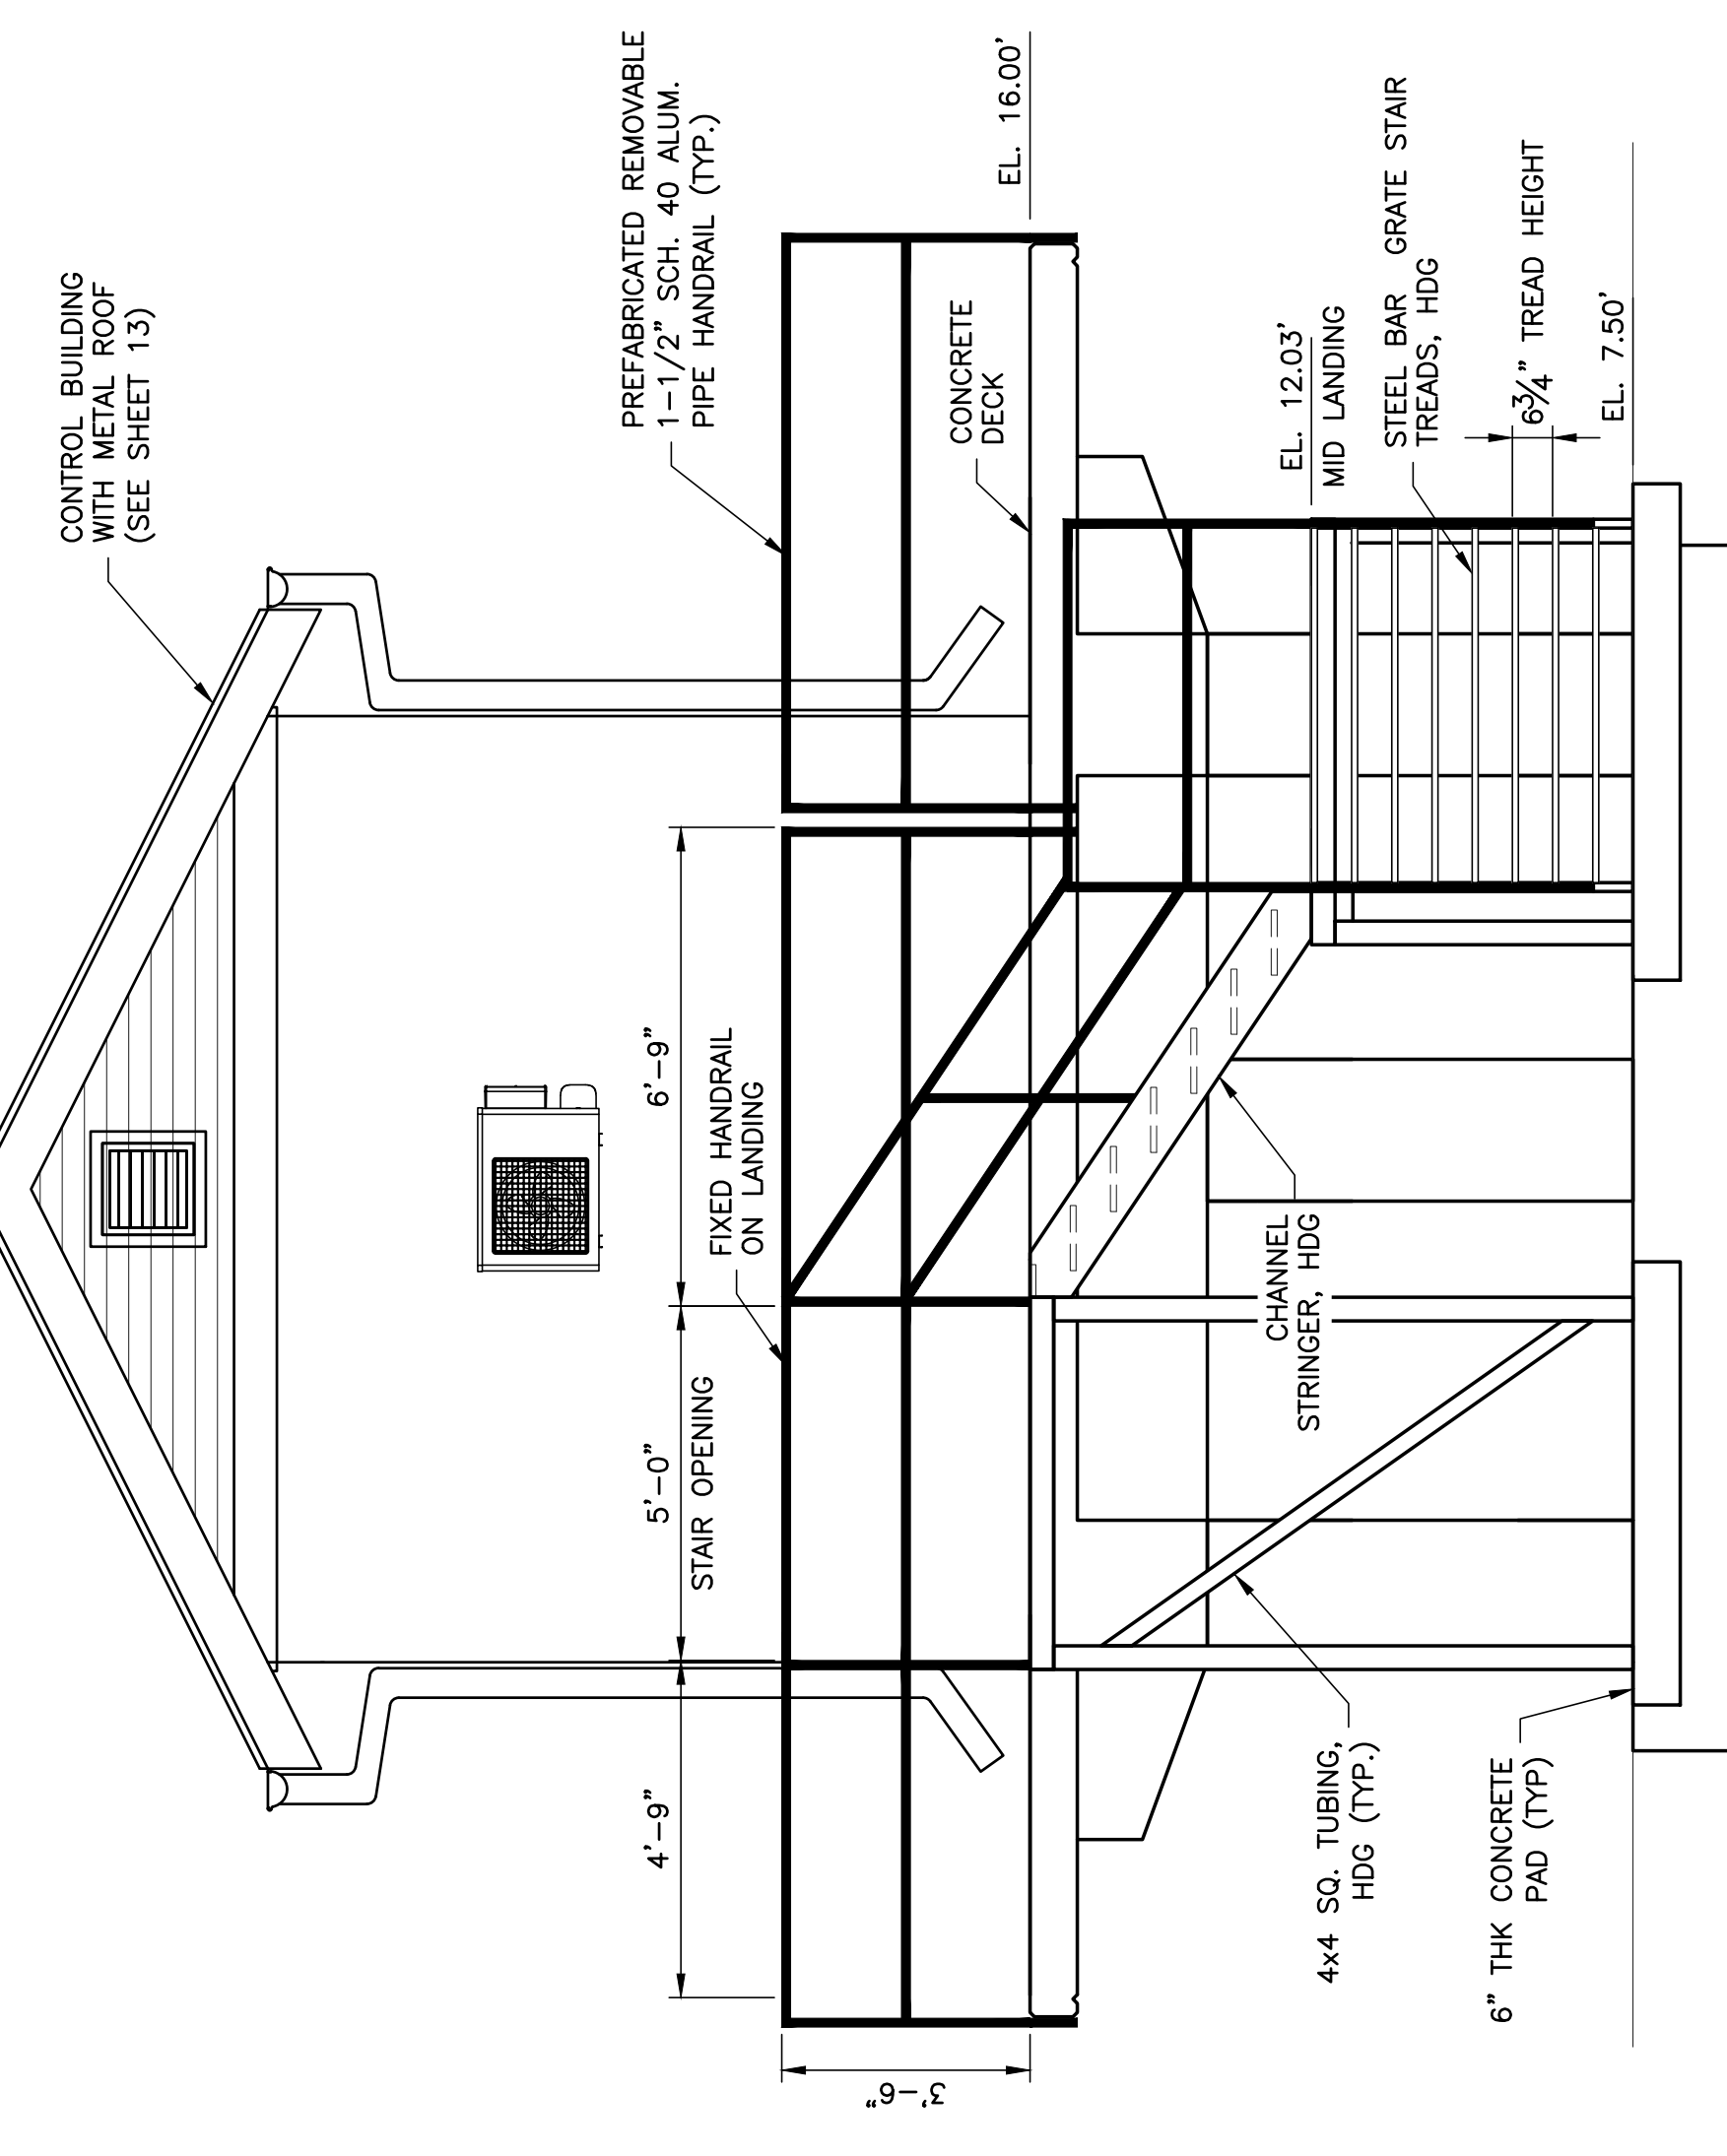 CONTROL BUILDING
WITH METAL ROOF
(SEE SHEET 13)
PREFABRICATED REMOVABLE
1-1/2" SCH. 40 ALUM.
PIPE HANDRAIL (TYP.)
6'-9"
5'-0"
STAIR OPENING
4'-9"
FIXED HANDRAIL
ON LANDING
3'-6"
EL. 16.00'
CONCRETE
DECK
EL. 12.03'
MID LANDING
STEEL BAR GRATE STAIR
TREADS, HDG
6¾" TREAD HEIGHT
EL. 7.50'
CHANNEL
STRINGER, HDG
4x4 SQ. TUBING,
HDG (TYP.)
6" THK CONCRETE
PAD (TYP)